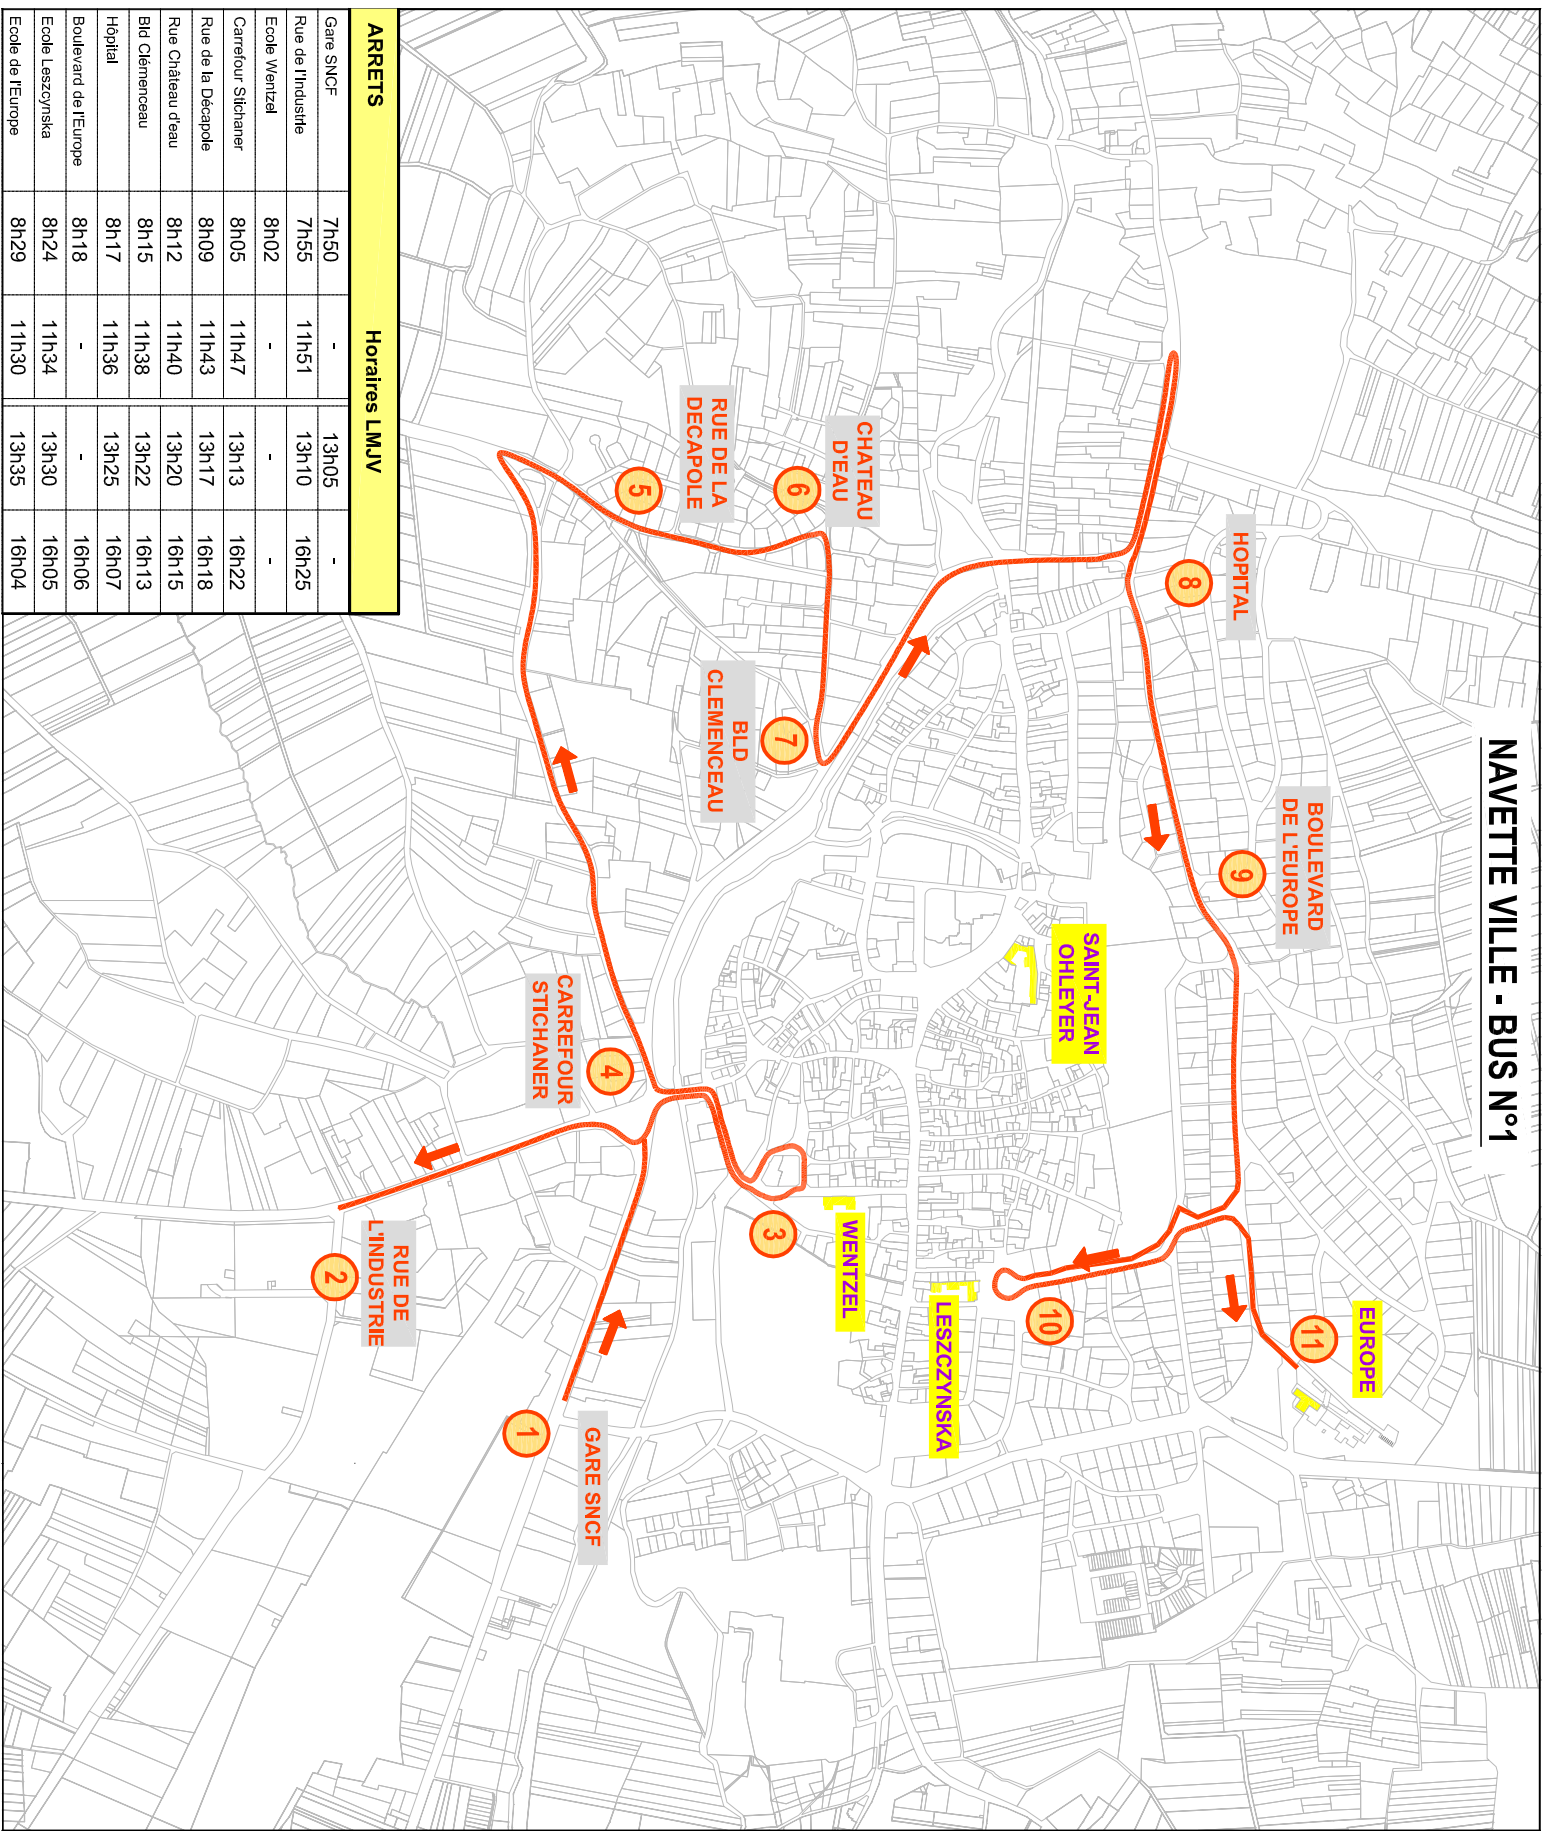 NAVETTE VILLE - BUS N°1
HOPITAL
BOULEVARD
DE L'EUROPE
EUROPE
8
9
11
SAINT-JEAN
OHLEYER
10
CHATEAU
D'EAU
6
RUE DE LA
DECAPOLE
5
BLD
CLEMENCEAU
7
WENTZEL
LESZCZYNSKA
3
CARREFOUR
STICHANER
4
GARE SNCF
1
RUE DE
L'INDUSTRIE
2
ARRETS Horaires LMJV
Gare SNCF 7h50 - 13h05 -
Rue de l'Industrie 7h55 11h51 13h10 16h25
Ecole Wentzel 8h02 - - -
Carrefour Stichaner 8h05 11h47 13h13 16h22
Rue de la Décapole 8h09 11h43 13h17 16h18
Rue Château d'eau 8h12 11h40 13h20 16h15
Bld Clémenceau 8h15 11h38 13h22 16h13
Hôpital 8h17 11h36 13h25 16h07
Boulevard de l'Europe 8h18 - - 16h06
Ecole Leszcynska 8h24 11h34 13h30 16h05
Ecole de l'Europe 8h29 11h30 13h35 16h04